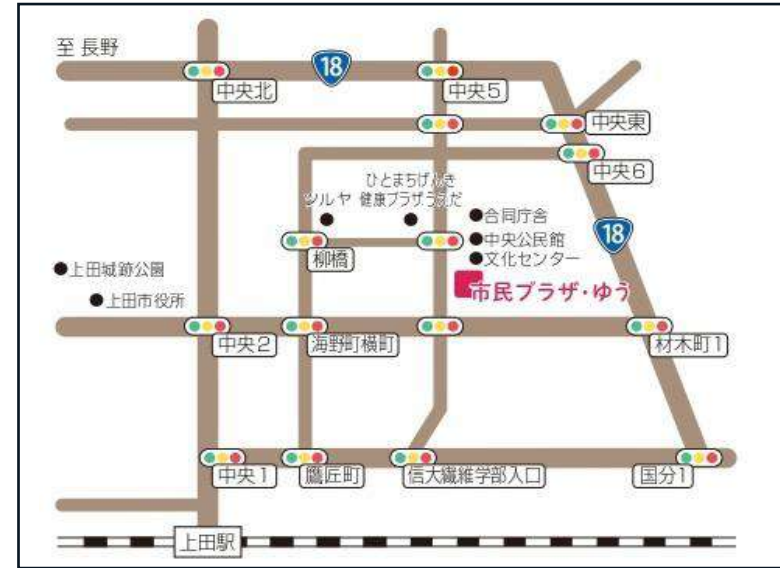 至 長野
18
中央北
中央5
中央東
中央6
ひとまちげんき
健康プラザうえだ
ツルヤ
●合同庁舎
●中央公民館
●文化センター
18
柳橋
●上田城跡公園
●上田市役所
市民プラザ・ゆう
中央2
海野町横町
材木町1
中央1
鷹匠町
信大繊維学部入口
国分1
上田駅